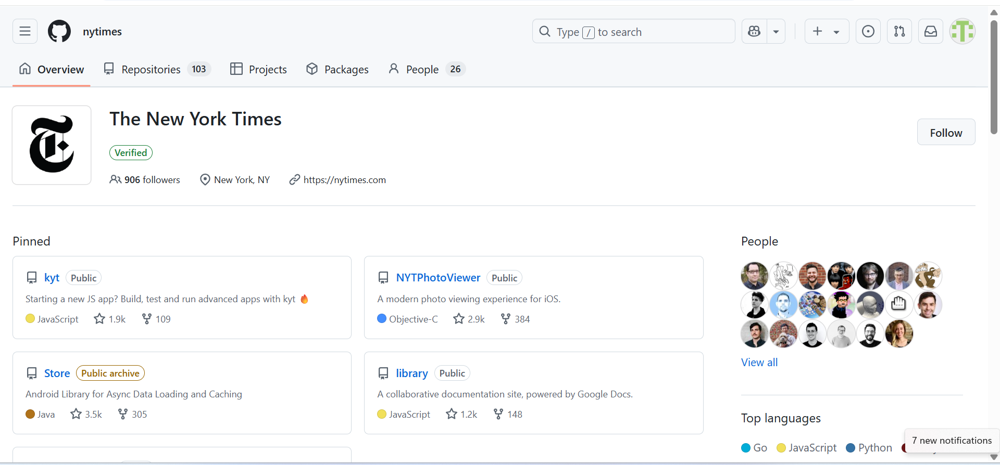 nytimes
Type / to search
Overview
Repositories 103
Projects
Packages
People 26
The New York Times
Follow
Verified
906 followers
New York, NY
https://nytimes.com
Pinned
kyt Public
Starting a new JS app? Build, test and run advanced apps with kyt 🔥
JavaScript 1.9k 109
NYTPhotoViewer Public
A modern photo viewing experience for iOS.
Objective-C 2.9k 384
Store Public archive
Android Library for Async Data Loading and Caching
Java 3.5k 305
library Public
A collaborative documentation site, powered by Google Docs.
JavaScript 1.2k 148
People
View all
Top languages
Go JavaScript Python
7 new notifications